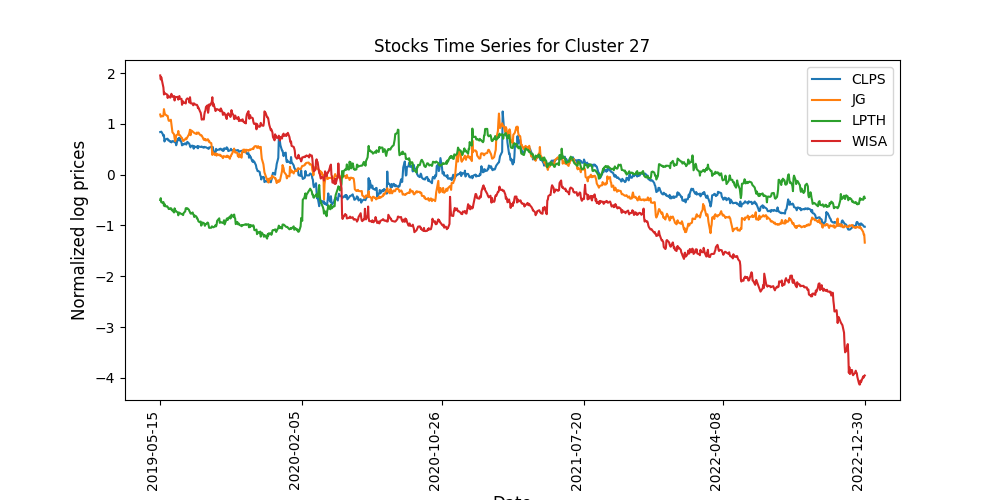 Stocks Time Series for Cluster 27
CLPS
JG
LPTH
WISA
Normalized log prices
2
1
0
−1
−2
−3
−4
2019-05-15
2020-02-05
2020-10-26
2021-07-20
2022-04-08
2022-12-30